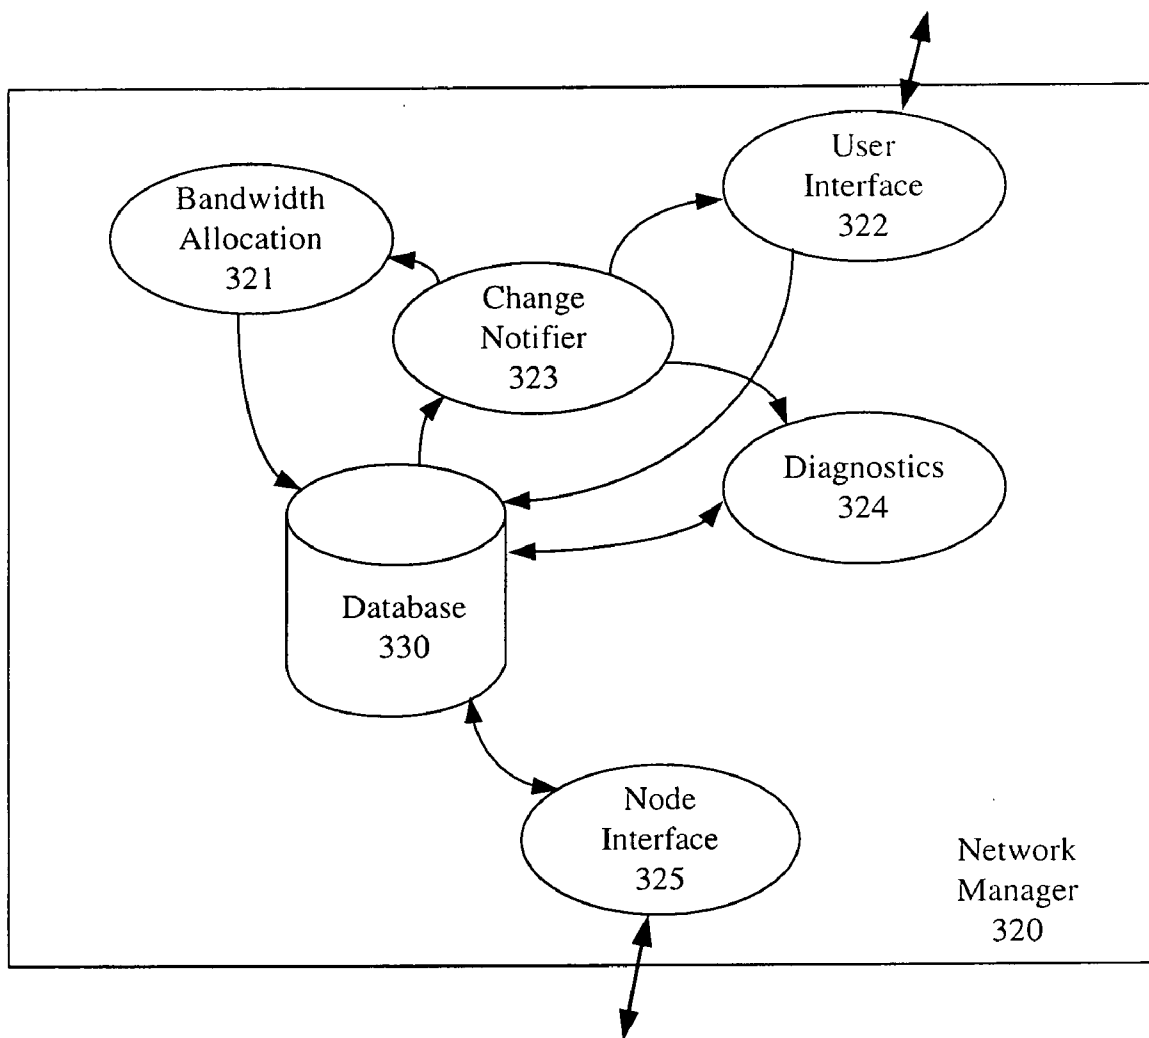 User
Interface
322
Bandwidth
Allocation
321
Change
Notifier
323
Diagnostics
324
Database
330
Node
Interface
325
Network
Manager
320